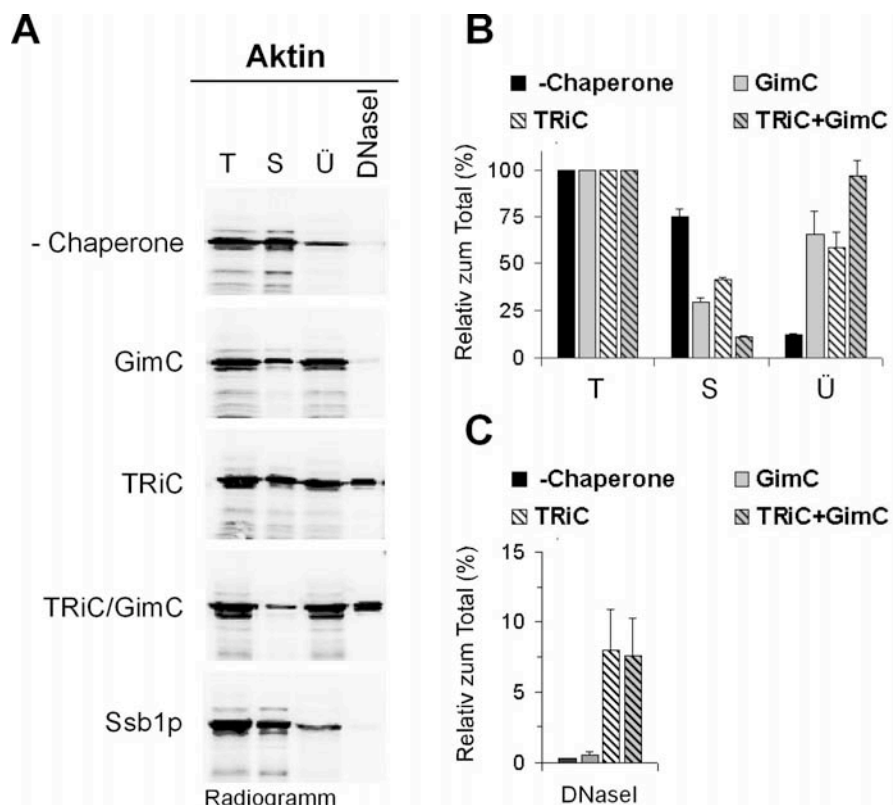 A
Aktin
T S Ü DNaseI
- Chaperone
GimC
TRiC
TRiC/GimC
Ssb1p
Radiogramm
B
-Chaperone GimC
TRiC TRiC+GimC
Relativ zum Total (%)
100
75
50
25
0
T S Ü
C
-Chaperone GimC
TRiC TRiC+GimC
Relativ zum Total (%)
15
10
5
0
DNaseI